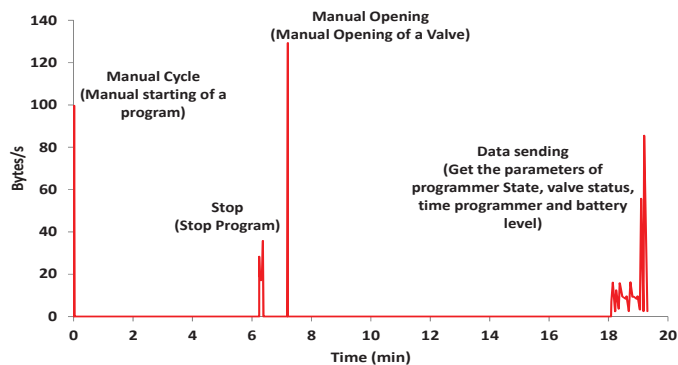 Manual Opening
(Manual Opening of a Valve)
Manual Cycle
(Manual starting of a
program)
Stop
(Stop Program)
Data sending
(Get the parameters of
programmer State, valve status,
time programmer and battery
level)
Bytes/s
140
120
100
80
60
40
20
0
0 2 4 6 8 10 12 14 16 18 20
Time (min)